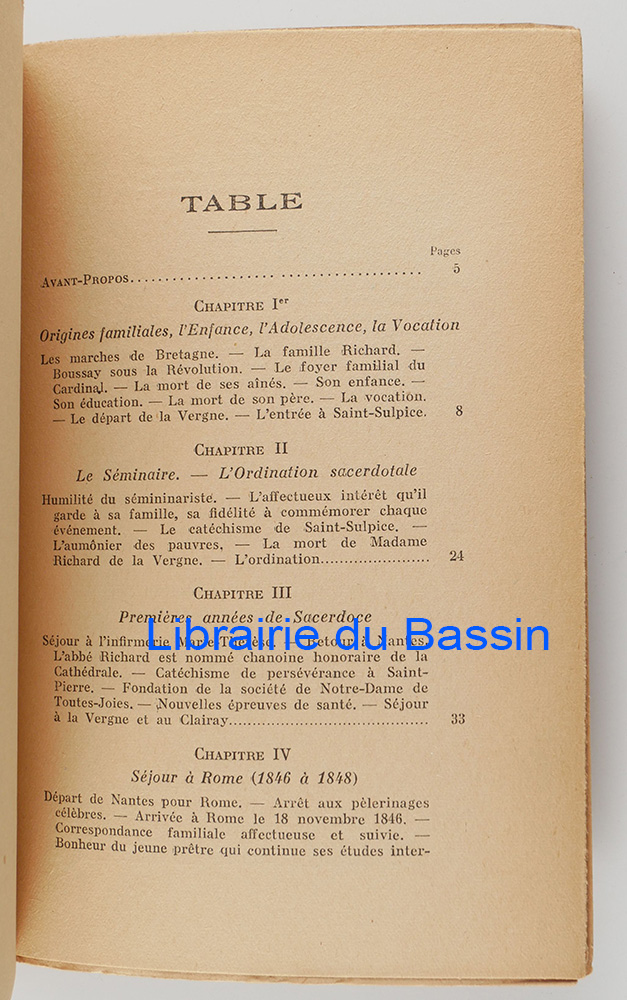 TABLE
Pages
AVANT-PROPOS........................................................ 5
CHAPITRE Ier
Origines familiales, l'Enfance, l'Adolescence, la Vocation
Les marches de Bretagne. — La famille Richard. —
Boussay sous la Révolution. — Le foyer familial du
Cardinal. — La mort de ses aînés. — Son enfance. —
Son éducation. — La mort de son père. — La vocation.
— Le départ de la Vergne. — L'entrée à Saint-Sulpice. 8
CHAPITRE II
Le Séminaire. — L'Ordination sacerdotale
Humilité du sémininariste. — L'affectueux intérêt qu'il
garde à sa famille, sa fidélité à commémorer chaque
événement. — Le catéchisme de Saint-Sulpice. —
L'aumônier des pauvres. — La mort de Madame
Richard de la Vergne. — L'ordination...................... 24
CHAPITRE III
Premières années de Sacerdoce
Librairie du Bassin
Séjour à l'infirmerie Marie-Thérèse. — Retour à Nantes.
L'abbé Richard est nommé chanoine honoraire de la
Cathédrale. — Catéchisme de persévérance à Saint-
Pierre. — Fondation de la société de Notre-Dame de
Toutes-Joies. — Nouvelles épreuves de santé. — Séjour
à la Vergne et au Clairay........................................ 33
CHAPITRE IV
Séjour à Rome (1846 à 1848)
Départ de Nantes pour Rome. — Arrêt aux pèlerinages
célèbres. — Arrivée à Rome le 18 novembre 1846. —
Correspondance familiale affectueuse et suivie. —
Bonheur du jeune prêtre qui continue ses études inter-